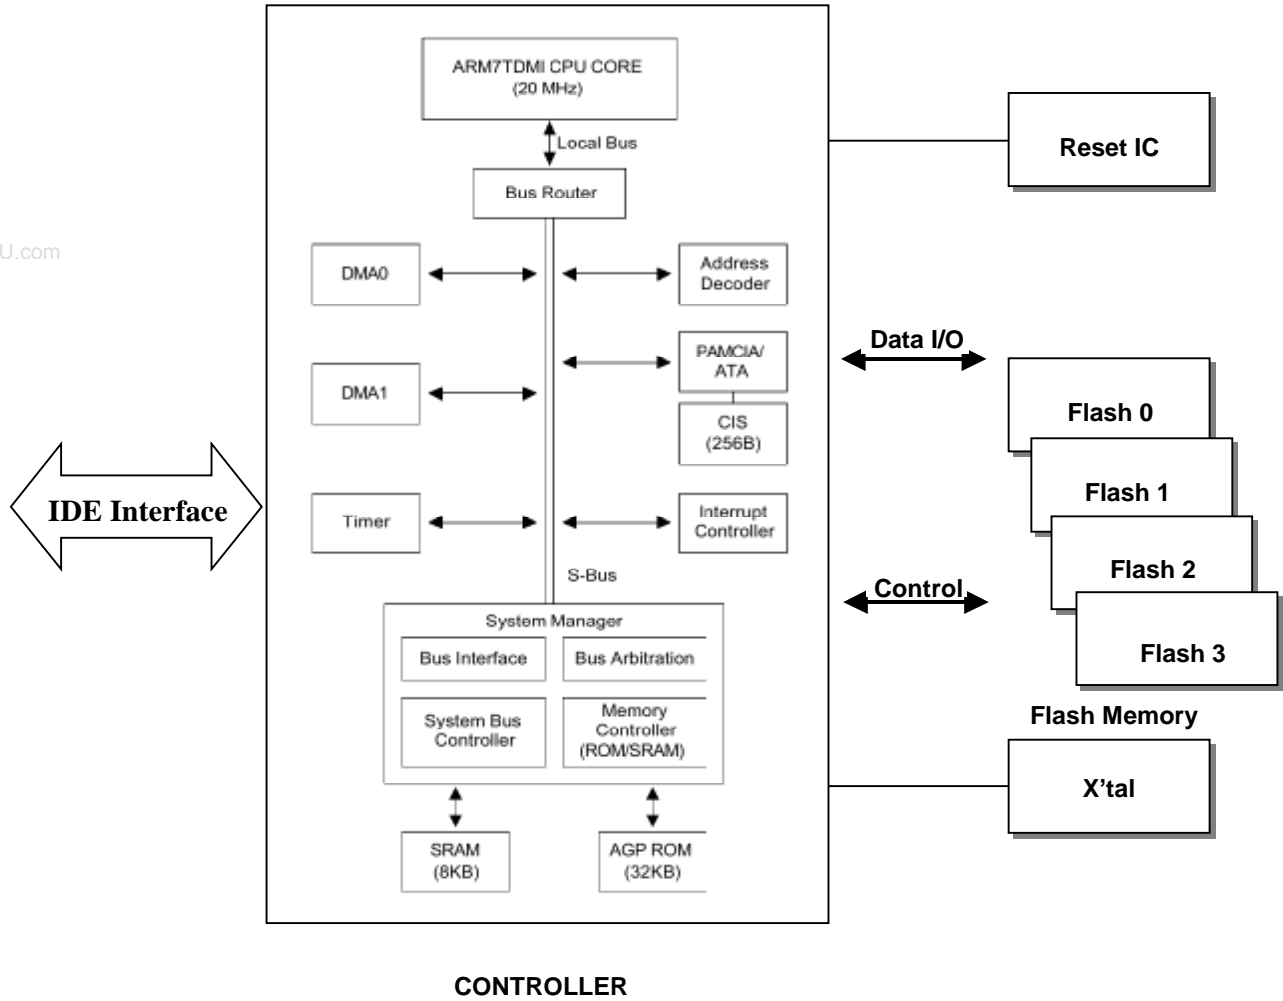 ARM7TDMI CPU CORE
(20 MHz)
Local Bus
Reset IC
Bus Router
U.com
DMA0
Address
Decoder
Data I/O
PAMCIA/
ATA
DMA1
CIS
(256B)
Flash 0
Flash 1
IDE Interface
Timer
Interrupt
Controller
S-Bus
Flash 2
Control
System Manager
Bus Interface
Bus Arbitration
Flash 3
System Bus
Controller
Memory
Controller
(ROM/SRAM)
Flash Memory
X'tal
SRAM
(8KB)
AGP ROM
(32KB)
CONTROLLER